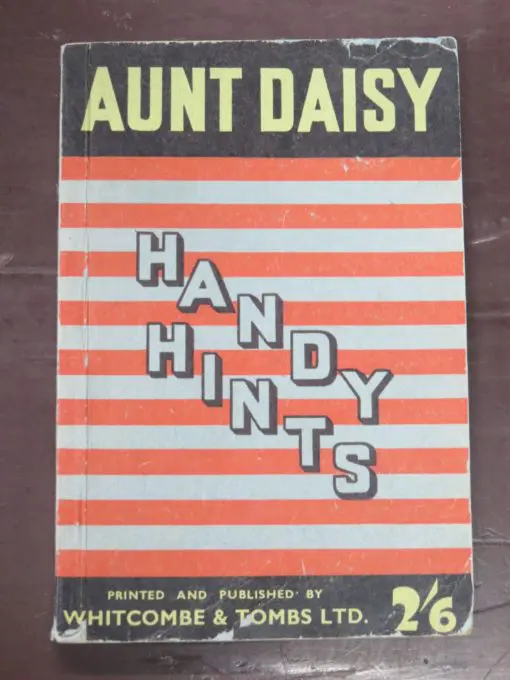 AUNT DAISY
HANDY
HINTS
PRINTED AND PUBLISHED BY
WHITCOMBE & TOMBS LTD.
2/6